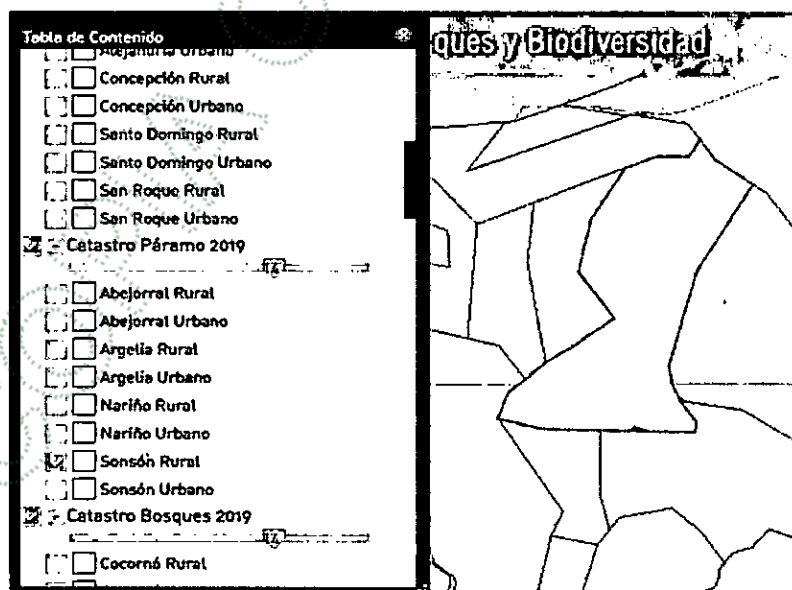 Tabla de Contenido
Alejandría Urbano
Concepción Rural
Concepción Urbano
Santo Domingo Rural
Santo Domingo Urbano
San Roque Rural
San Roque Urbano
Catastro Páramo 2019
Abejorral Rural
Abejorral Urbano
Argelia Rural
Argelia Urbano
Nariño Rural
Nariño Urbano
Sonsón Rural
Sonsón Urbano
Catastro Bosques 2019
Cocorná Rural
ques y Biodiversidad